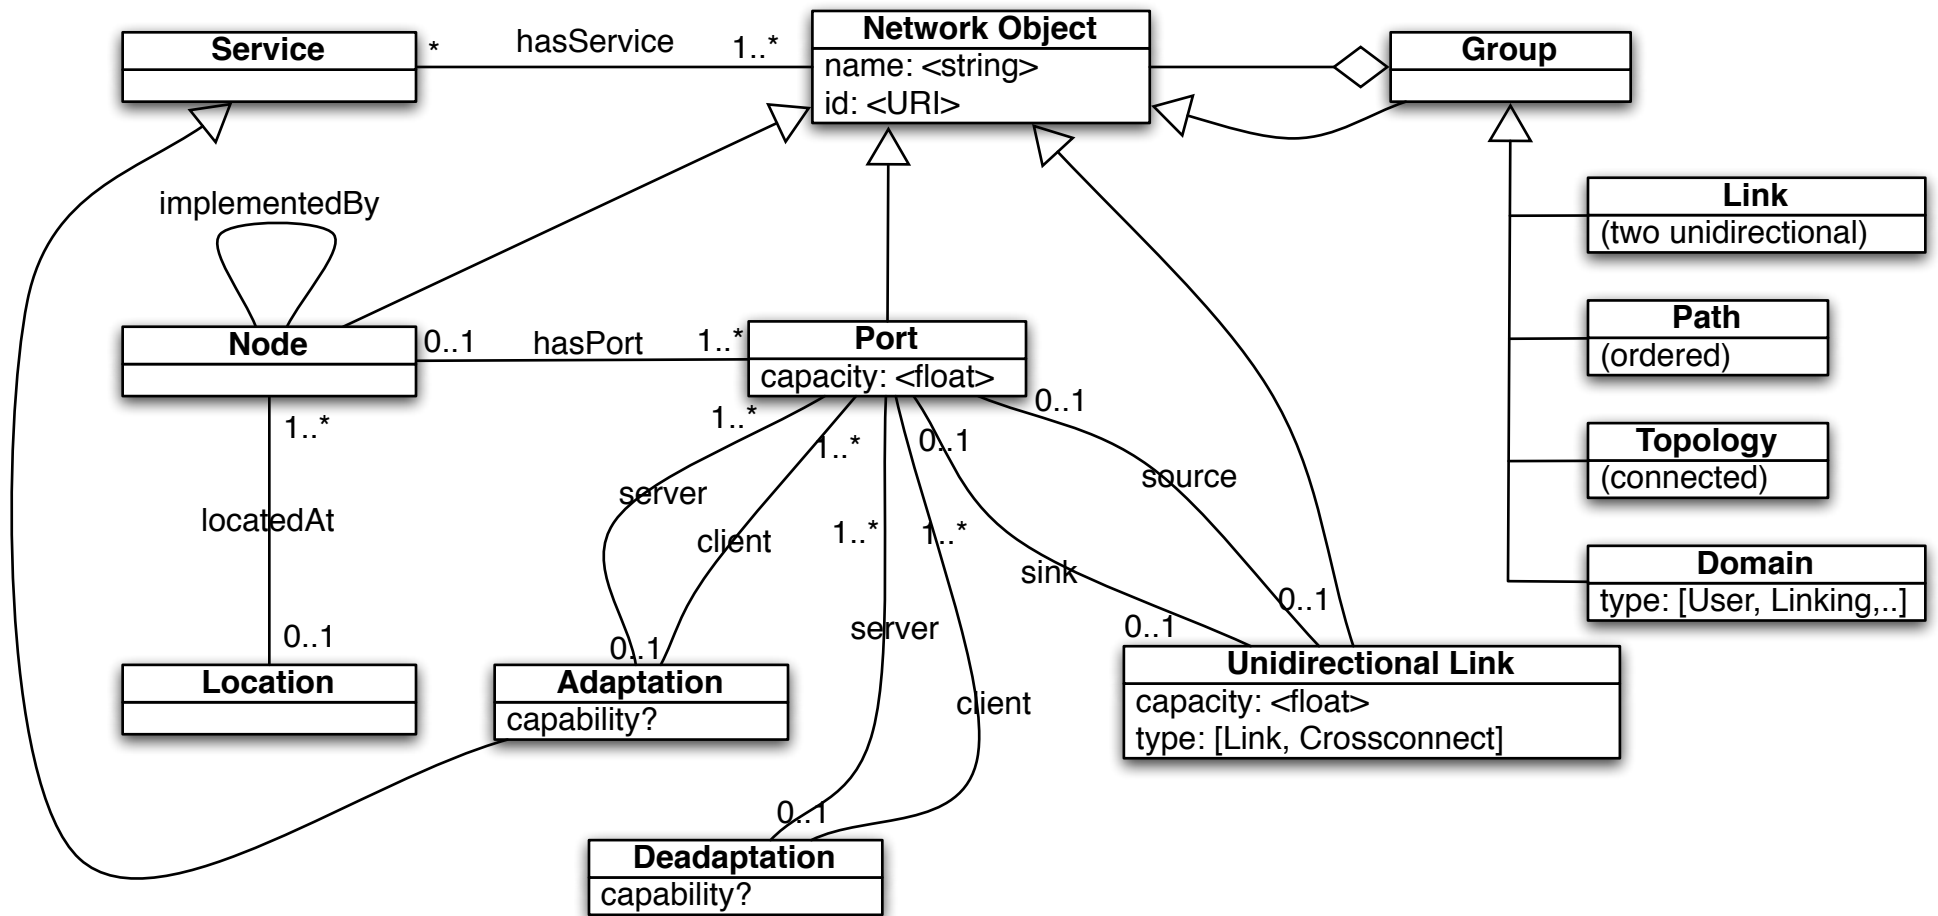 Network Object
name: <string>
id: <URI>
Service
* hasService 1..*
Group
Link
(two unidirectional)
implementedBy
Node
0..1 hasPort 1..*
Port
capacity: <float>
Path
(ordered)
1..*
1..*
1..*
0..1
0..1
Topology
(connected)
server
source
locatedAt
client
1..*
1..*
sink
Domain
type: [User, Linking,..]
0..1
0..1
0..1
0..1
server
Location
Adaptation
capability?
client
Unidirectional Link
capacity: <float>
type: [Link, Crossconnect]
0..1
Deadaptation
capability?